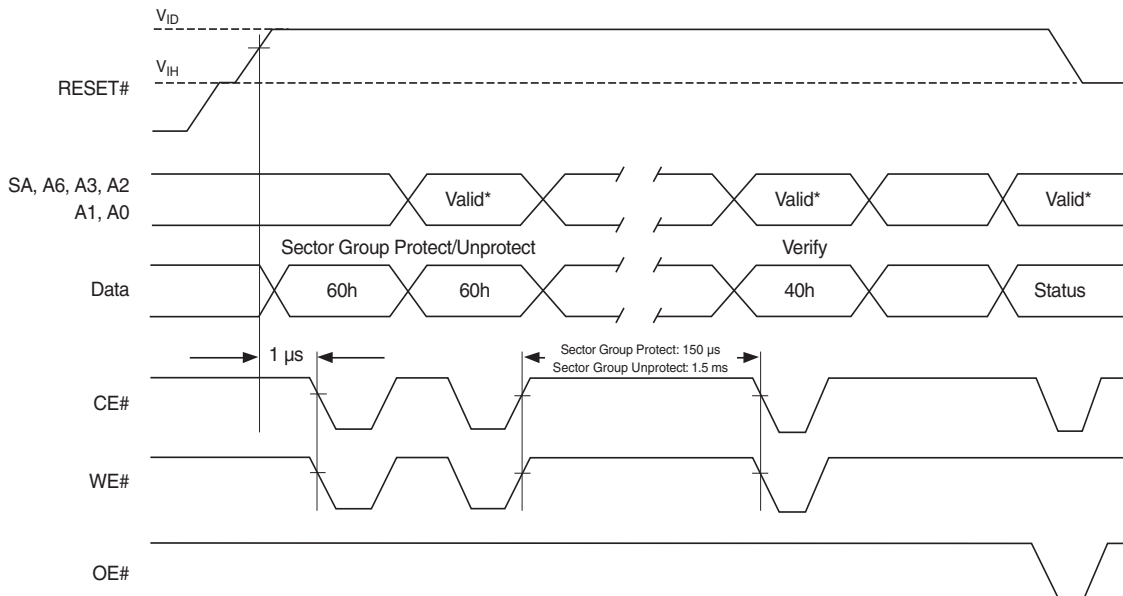 VID
VIH
RESET#
SA, A6, A3, A2
A1, A0
Valid*
Valid*
Valid*
Sector Group Protect/Unprotect
Verify
Data
60h
60h
40h
Status
1 µs
Sector Group Protect: 150 µs
Sector Group Unprotect: 1.5 ms
CE#
WE#
OE#